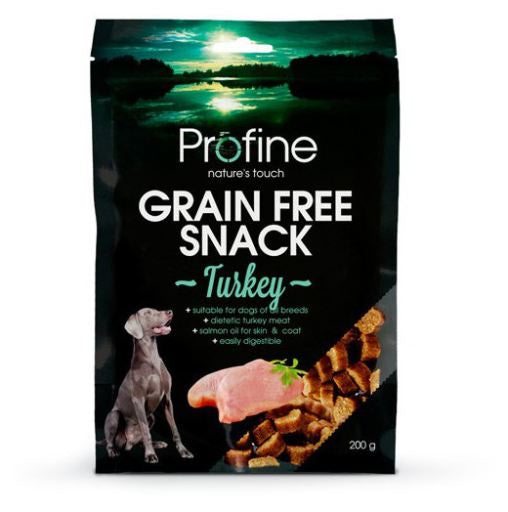 Profine
nature's touch
GRAIN FREE
SNACK
~ Turkey ~
+ suitable for dogs of all breeds
+ dietetic turkey meat
+ salmon oil for skin & coat
+ easily digestible
200 g